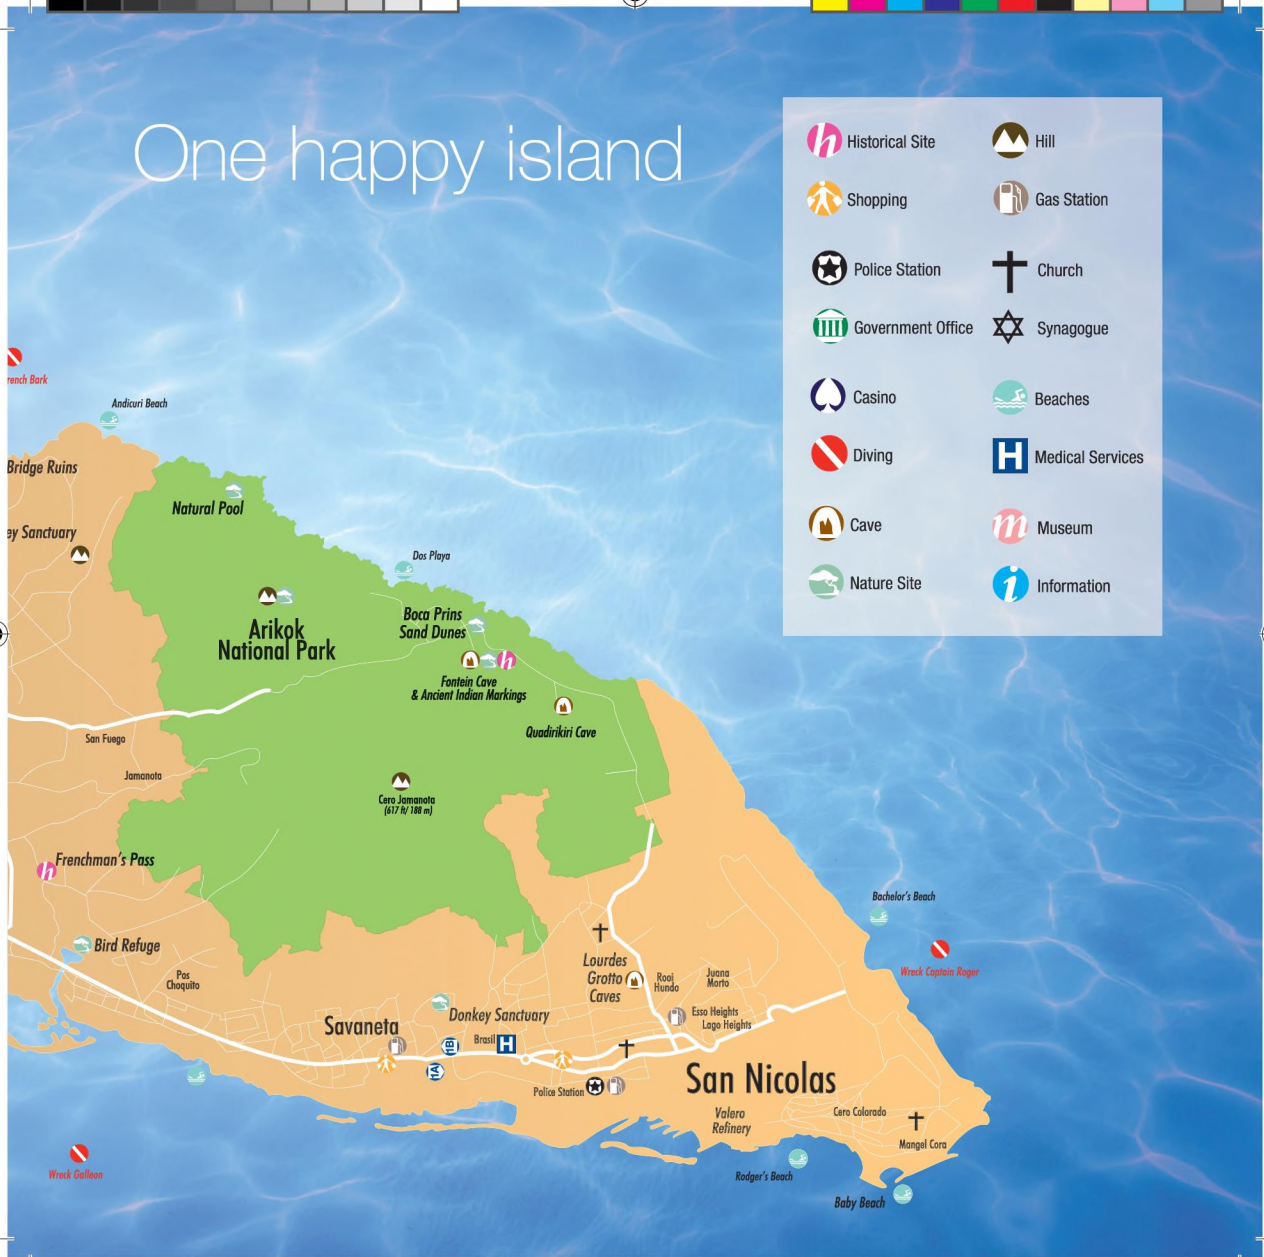 One happy island
h Historical Site
Hill
Shopping
Gas Station
Police Station
Church
Government Office
Synagogue
Casino
Beaches
Diving
H Medical Services
Cave
m Museum
Nature Site
i Information
rench Bark
Andicuri Beach
Bridge Ruins
Natural Pool
ey Sanctuary
Dos Playa
Boca Prins
Sand Dunes
Arikok
National Park
h
Fontein Cave
& Ancient Indian Markings
Quadirikiri Cave
San Fuego
Jamanota
Cero Jamanota
(617 ft/ 188 m)
h
Frenchman's Pass
Bachelor's Beach
Bird Refuge
Wreck Captain Roger
Lourdes
Grotto
Caves
Rooi
Hundo
Juana
Morto
Pos
Choquito
Esso Heights
Lago Heights
Savaneta
Donkey Sanctuary
Brasil
H
1B
1A
Police Station
San Nicolas
Valero
Refinery
Cero Colorado
Mangel Cora
Wreck Galleon
Rodger's Beach
Baby Beach